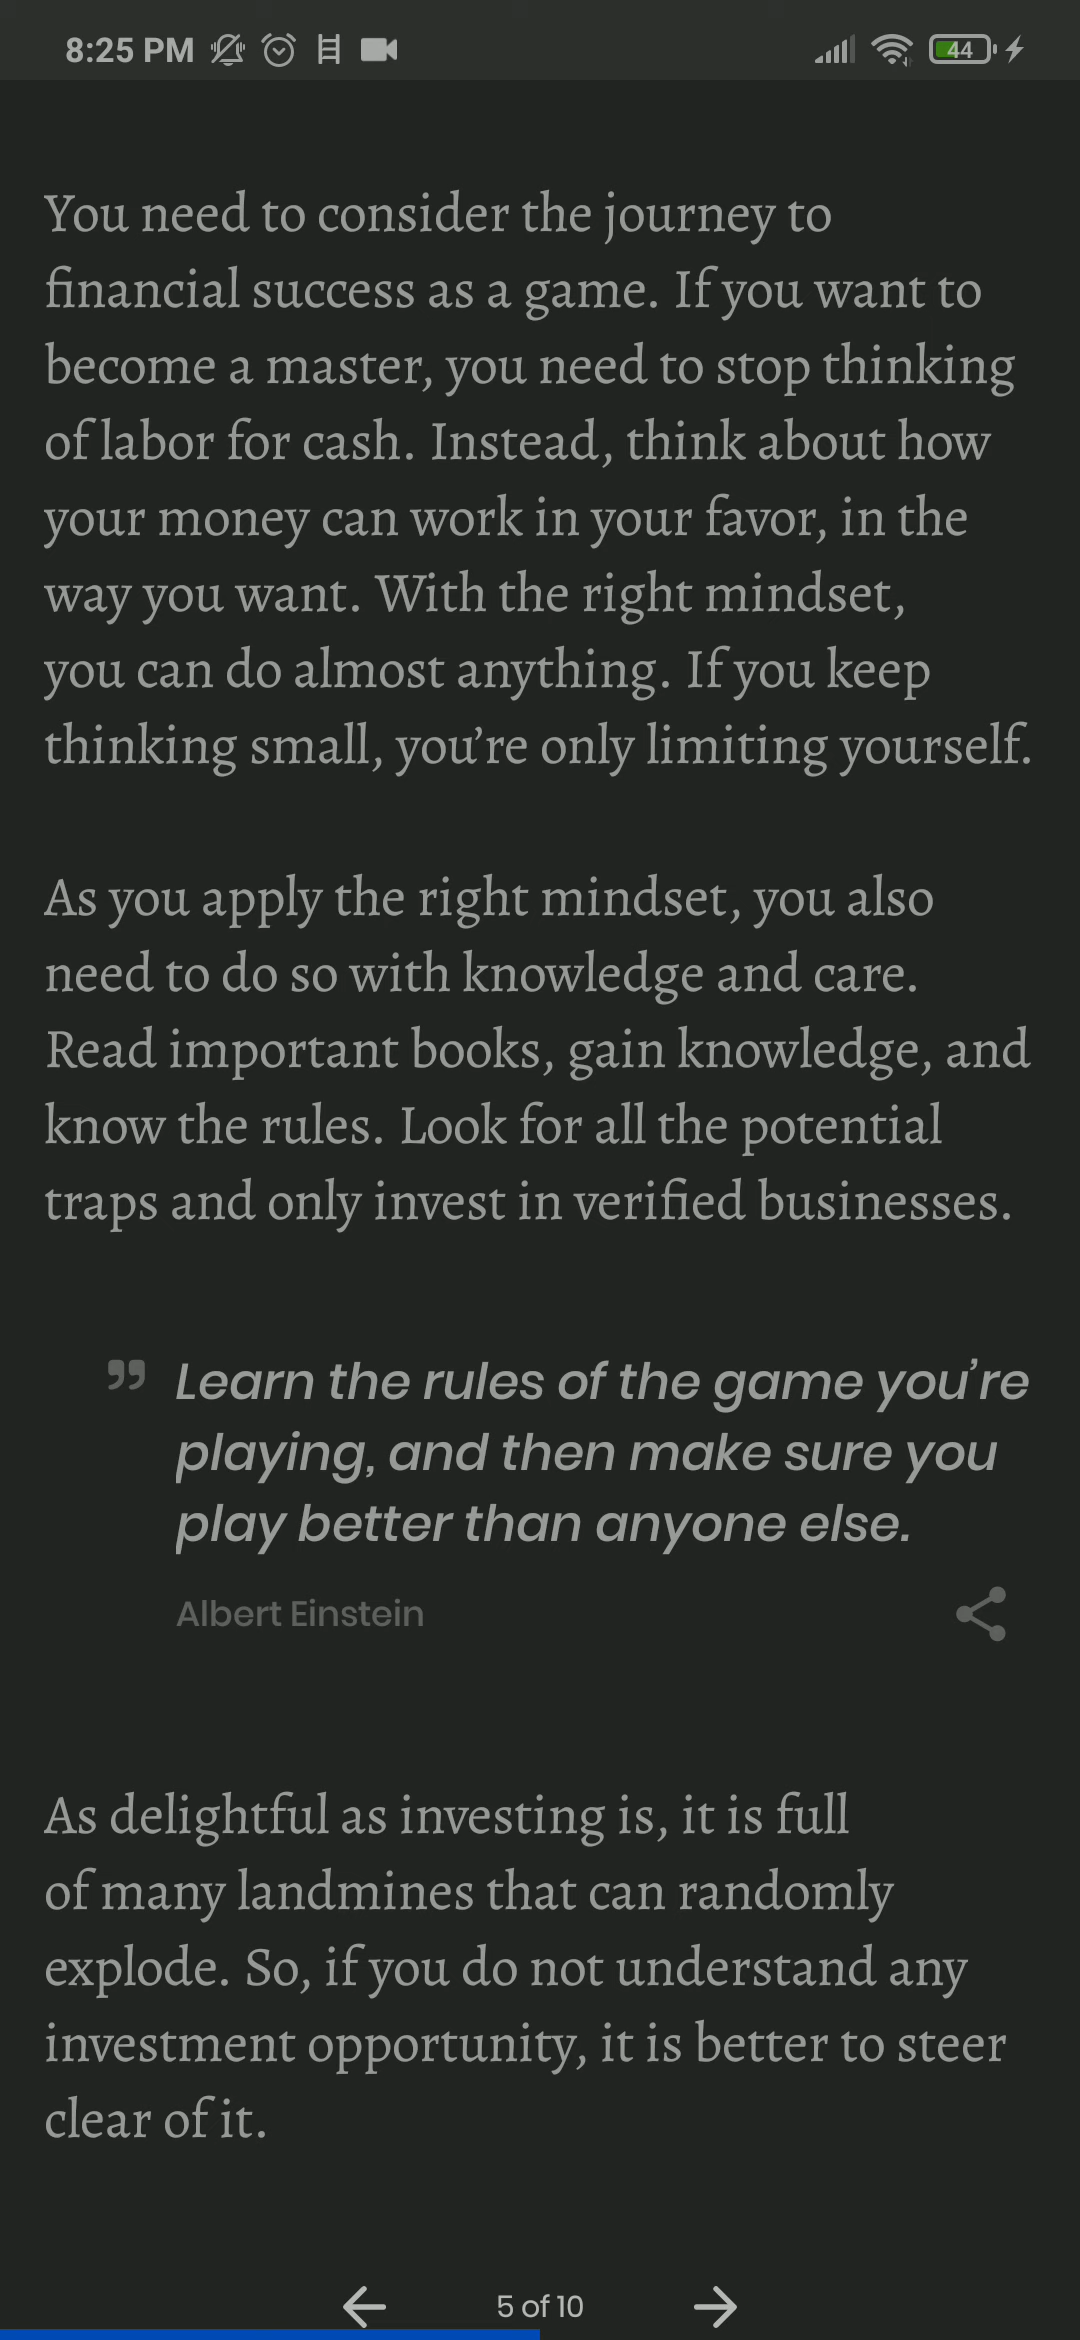 8:25 PM
44
You need to consider the journey to
financial success as a game. If you want to
become a master, you need to stop thinking
of labor for cash. Instead, think about how
your money can work in your favor, in the
way you want. With the right mindset,
you can do almost anything. If you keep
thinking small, you’re only limiting yourself.
As you apply the right mindset, you also
need to do so with knowledge and care.
Read important books, gain knowledge, and
know the rules. Look for all the potential
traps and only invest in verified businesses.
” Learn the rules of the game you’re
playing, and then make sure you
play better than anyone else.
Albert Einstein
As delightful as investing is, it is full
of many landmines that can randomly
explode. So, if you do not understand any
investment opportunity, it is better to steer
clear of it.
5 of 10